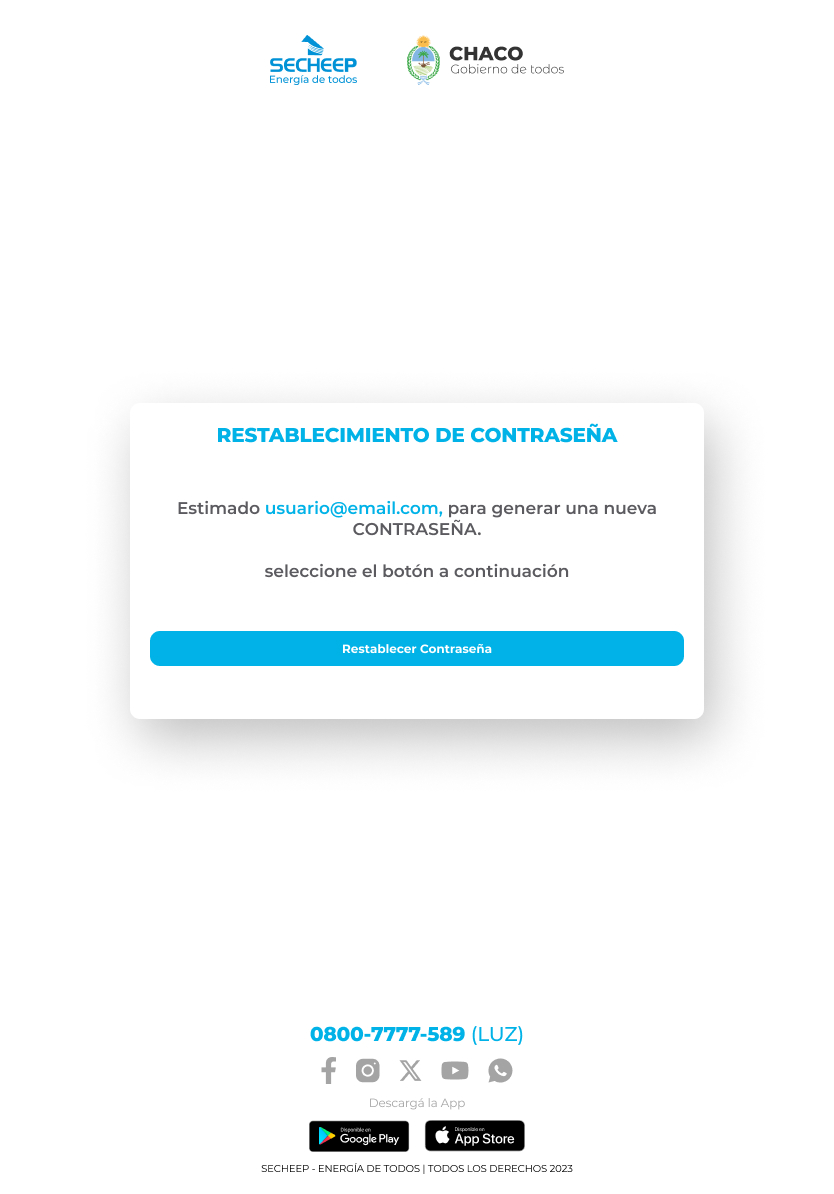 SECHEEP
Energía de todos
CHACO
Gobierno de todos
RESTABLECIMIENTO DE CONTRASEÑA
Estimado usuario@email.com, para generar una nueva
CONTRASEÑA.
seleccione el botón a continuación
Restablecer Contraseña
0800-7777-589 (LUZ)
Descargá la App
Disponible en
Google Play
Disponible en
App Store
SECHEEP - ENERGÍA DE TODOS | TODOS LOS DERECHOS 2023